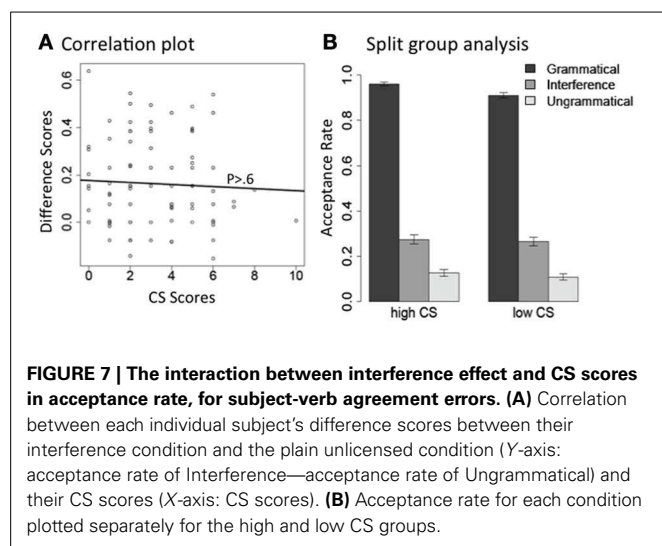 A Correlation plot
Difference Scores
0.6
0.4
0.2
0.0
P>.6
0 2 4 6 8 10
CS Scores
B Split group analysis
Grammatical
Interference
Ungrammatical
Acceptance Rate
1.0
0.8
0.6
0.4
0.2
0.0
high CS low CS
FIGURE 7 | The interaction between interference effect and CS scores
in acceptance rate, for subject-verb agreement errors. (A) Correlation
between each individual subject’s difference scores between their
interference condition and the plain unlicensed condition (Y-axis:
acceptance rate of Interference—acceptance rate of Ungrammatical) and
their CS scores (X-axis: CS scores). (B) Acceptance rate for each condition
plotted separately for the high and low CS groups.